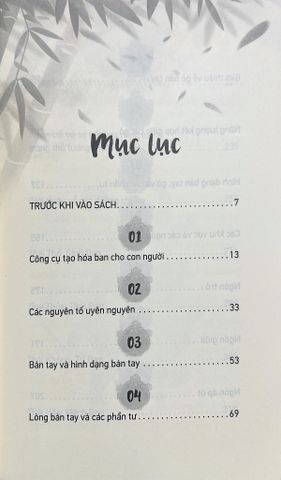 Mục lục
TRƯỚC KHI VÀO SÁCH.............................7
01
Công cụ tạo hóa ban cho con người................13
02
Các nguyên tố uyên nguyên......................33
03
Bàn tay và hình dạng bàn tay......................53
04
Lòng bàn tay và các phần tư........................69